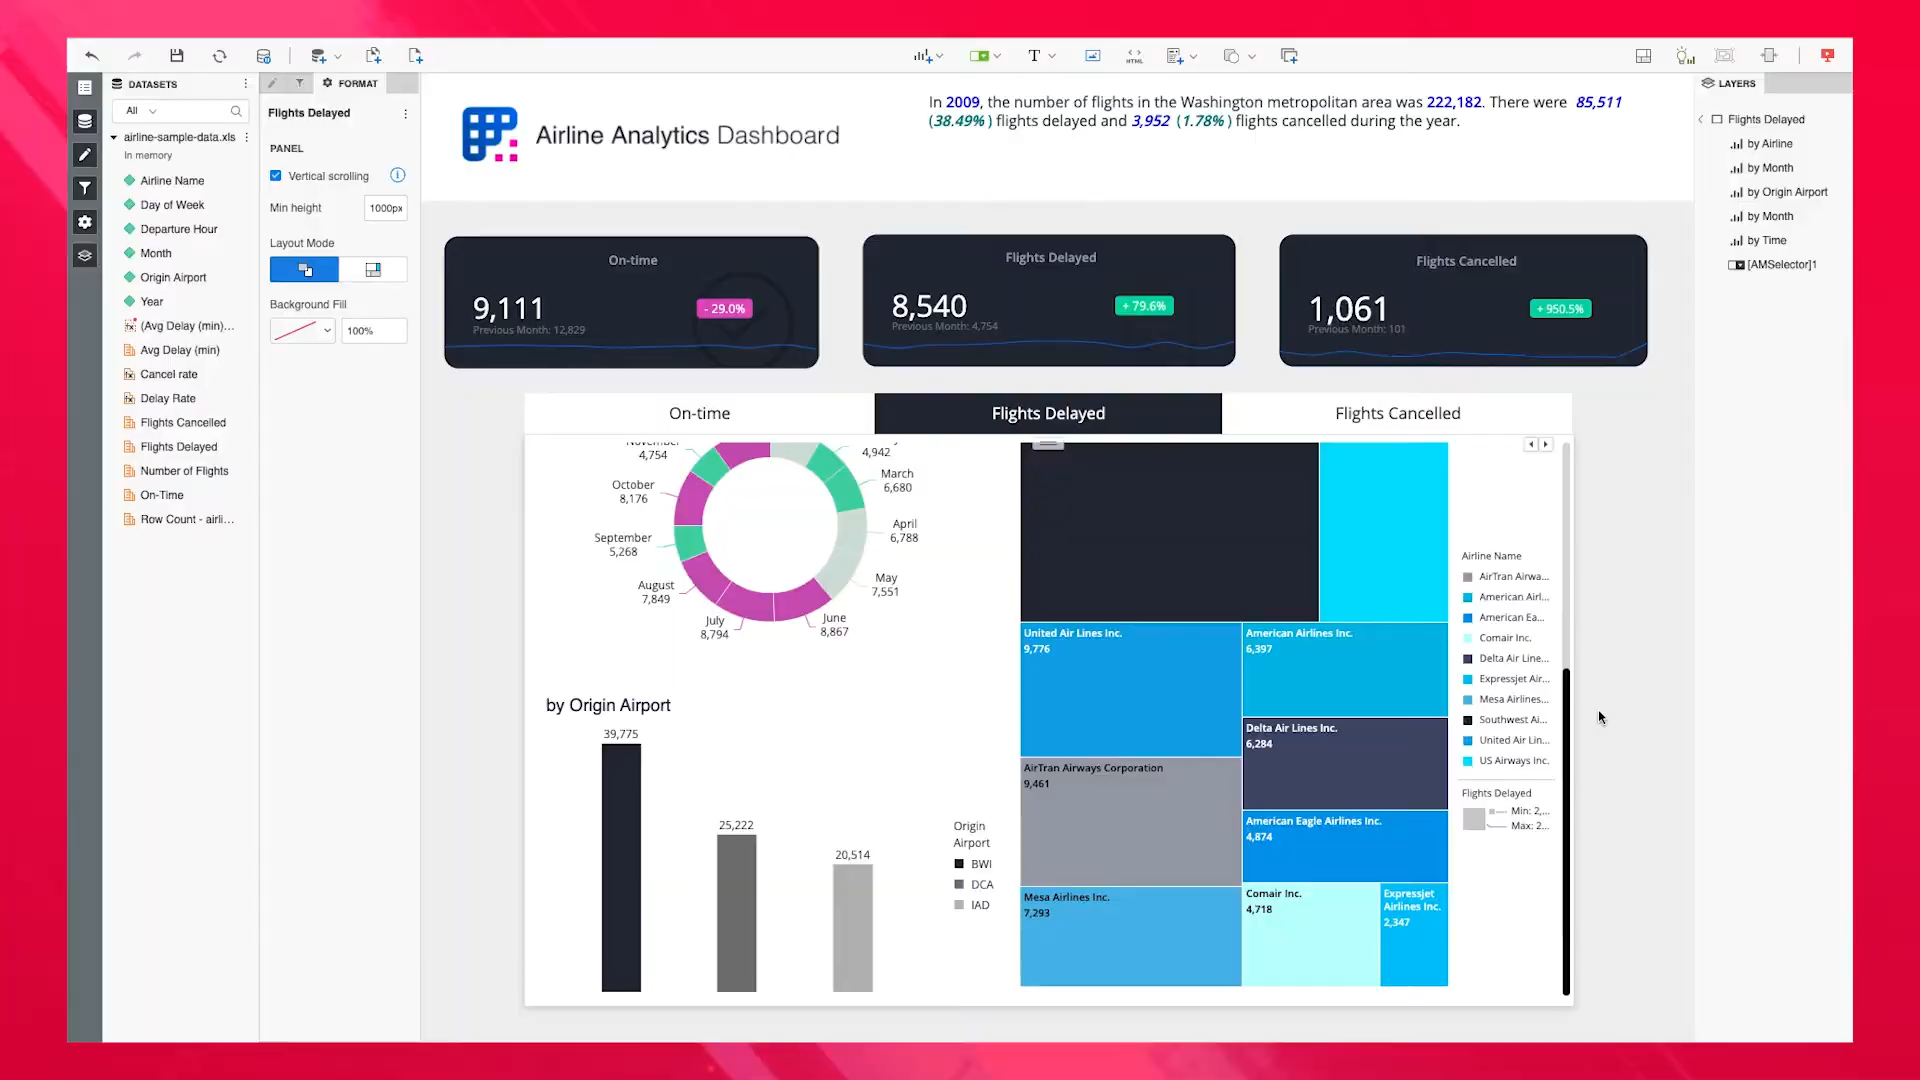 DATASETS
FORMAT
LAYERS
All
airline-sample-data.xls
In memory
Airline Name
Day of Week
Departure Hour
Month
Origin Airport
Year
(Avg Delay (min)...
Avg Delay (min)
Cancel rate
Delay Rate
Flights Cancelled
Flights Delayed
Number of Flights
On-Time
Row Count - airli...
Flights Delayed
PANEL
Vertical scrolling
Min height
1000px
Layout Mode
Background Fill
100%
T
HTML
Airline Analytics Dashboard
In 2009, the number of flights in the Washington metropolitan area was 222,182. There were 85,511
(38.49%) flights delayed and 3,952 (1.78%) flights cancelled during the year.
On-time
9,111
- 29.0%
Previous Month: 12,829
Flights Delayed
8,540
+ 79.6%
Previous Month: 4,754
Flights Cancelled
1,061
+ 950.5%
Previous Month: 101
On-time
Flights Delayed
Flights Cancelled
November
4,754
4,942
October
8,176
March
6,680
September
5,268
April
6,788
August
7,849
May
7,551
July
8,794
June
8,867
by Origin Airport
39,775
25,222
20,514
Origin
Airport
BWI
DCA
IAD
United Air Lines Inc.
9,776
American Airlines Inc.
6,397
Delta Air Lines Inc.
6,284
AirTran Airways Corporation
9,461
American Eagle Airlines Inc.
4,874
Mesa Airlines Inc.
7,293
Comair Inc.
4,718
Expressjet
Airlines Inc.
2,347
Airline Name
AirTran Airwa...
American Airl...
American Ea...
Comair Inc.
Delta Air Line...
Expressjet Air...
Mesa Airlines...
Southwest Ai...
United Air Lin...
US Airways Inc.
Flights Delayed
Min: 2,...
Max: 2...
Flights Delayed
by Airline
by Month
by Origin Airport
by Month
by Time
[AMSelector]1